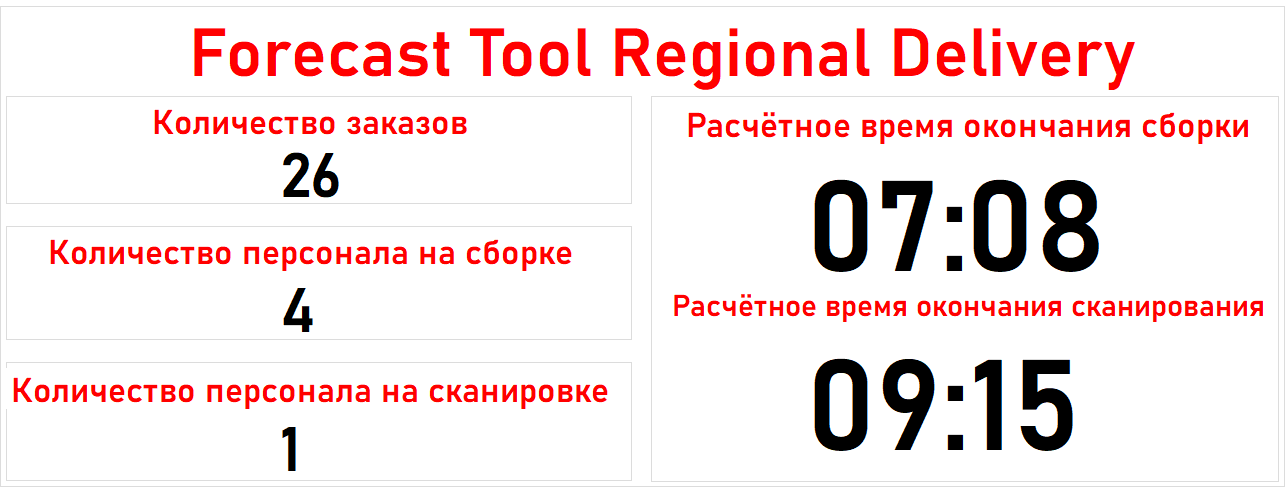 Forecast Tool Regional Delivery
Количество заказов
26
Количество персонала на сборке
4
Количество персонала на сканировке
1
Расчётное время окончания сборки
07:08
Расчётное время окончания сканирования
09:15